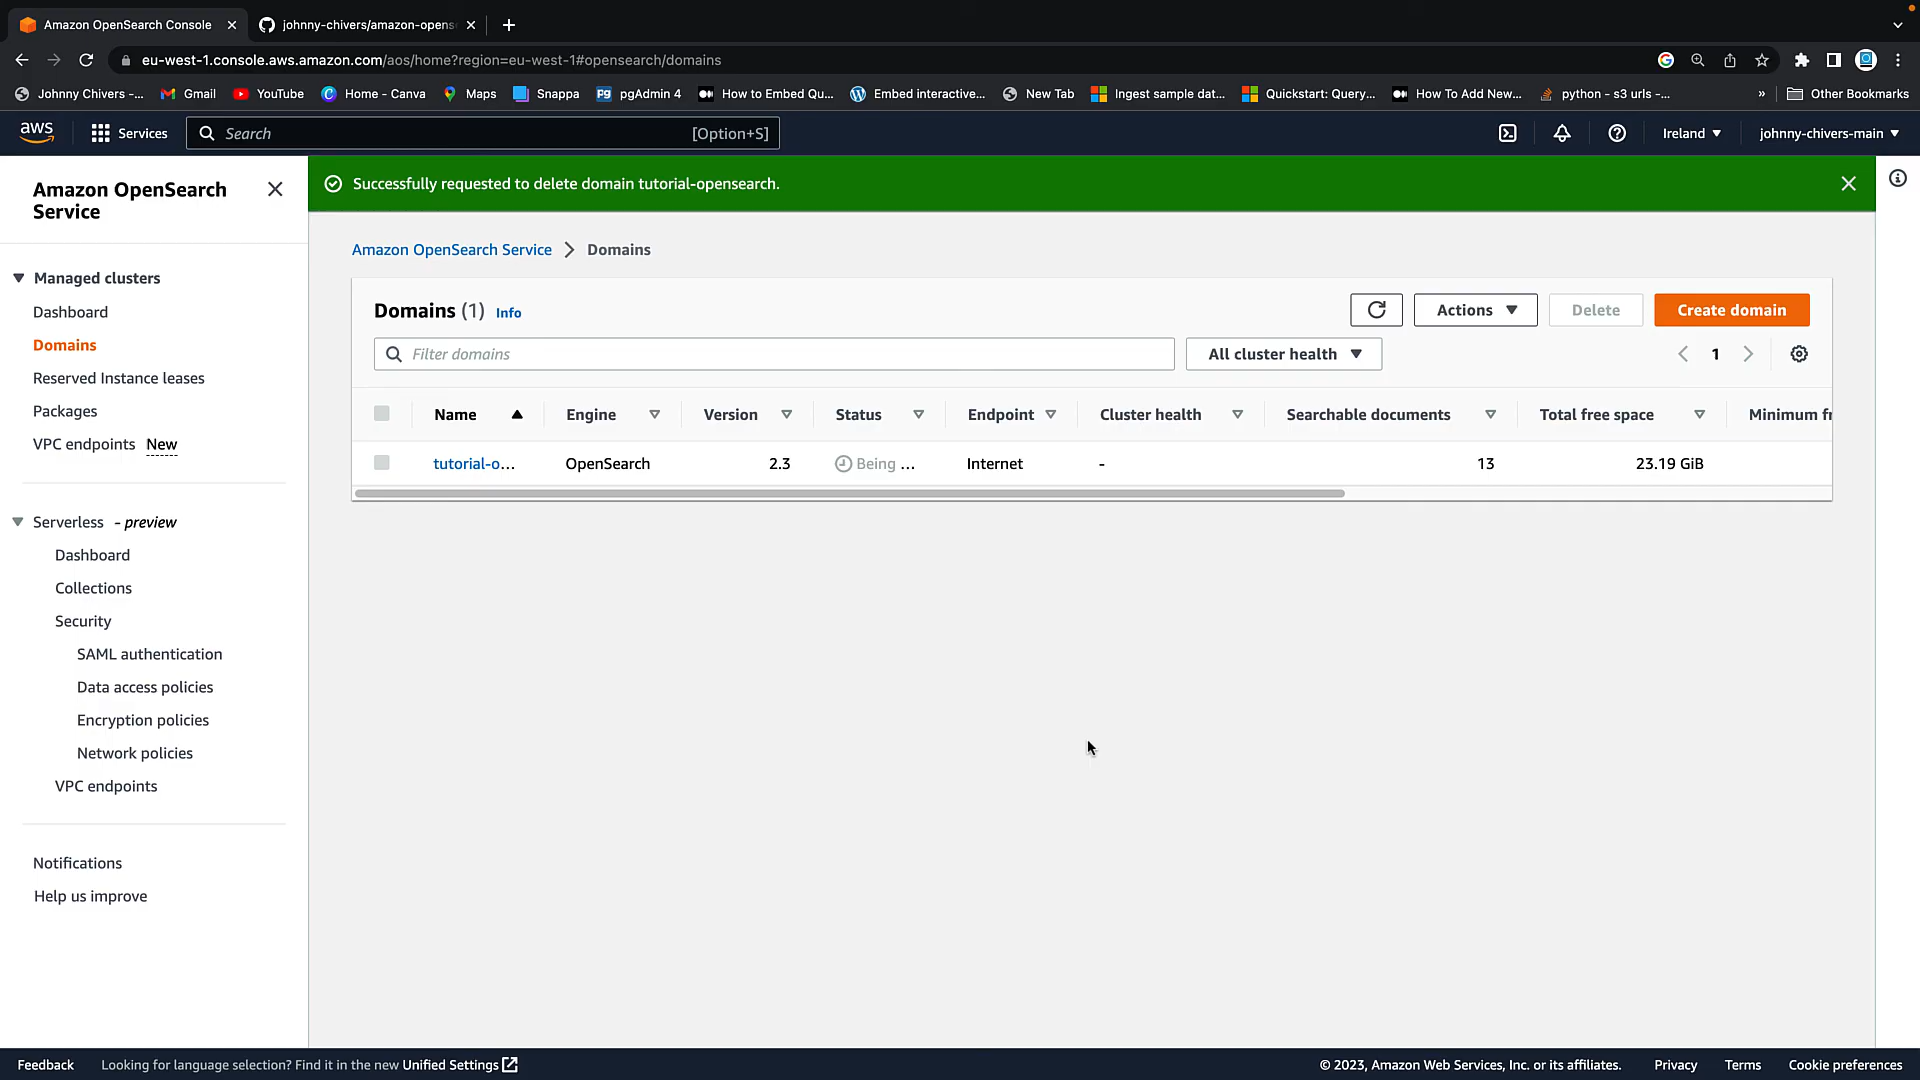 Amazon OpenSearch Console
johnny-chivers/amazon-opens
eu-west-1.console.aws.amazon.com/aos/home?region=eu-west-1#opensearch/domains
Johnny Chivers -...
Gmail
YouTube
Home - Canva
Maps
Snappa
Pg pgAdmin 4
How to Embed Qu...
Embed interactive...
New Tab
Ingest sample dat...
Quickstart: Query...
How To Add New...
python - s3 urls -...
»
Other Bookmarks
aws
Services
Search
[Option+S]
Ireland
johnny-chivers-main
Amazon OpenSearch
Service
Managed clusters
Dashboard
Domains
Reserved Instance leases
Packages
VPC endpoints New
Serverless - preview
Dashboard
Collections
Security
SAML authentication
Data access policies
Encryption policies
Network policies
VPC endpoints
Notifications
Help us improve
Successfully requested to delete domain tutorial-opensearch.
Amazon OpenSearch Service > Domains
Domains (1) Info
Actions
Delete
Create domain
Filter domains
All cluster health
1
Name Engine Version Status Endpoint Cluster health Searchable documents Total free space Minimum fr
tutorial-o... OpenSearch 2.3 Being ... Internet - 13 23.19 GiB
Feedback
Looking for language selection? Find it in the new Unified Settings
© 2023, Amazon Web Services, Inc. or its affiliates.
Privacy
Terms
Cookie preferences